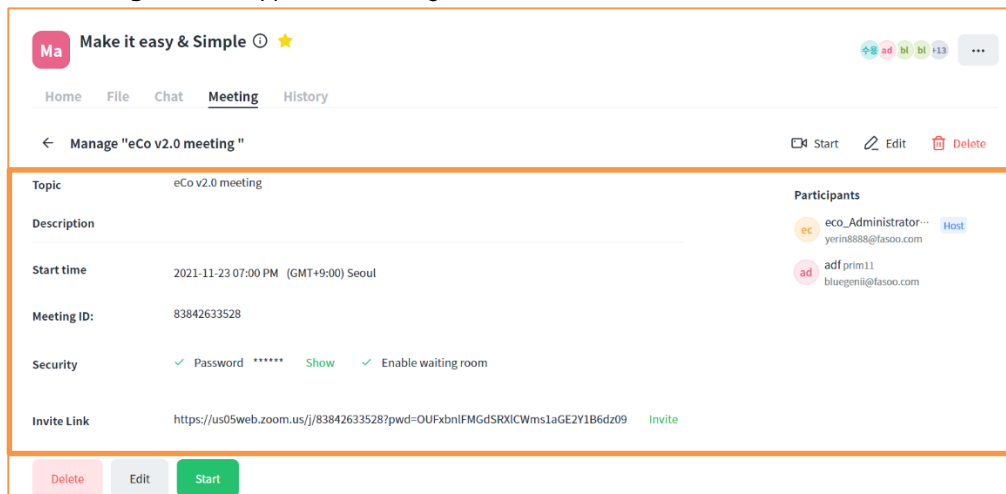 Ma Make it easy & Simple
수용 ad bl bl +13 ...
Home File Chat Meeting History
← Manage "eCo v2.0 meeting "
Start Edit Delete
Topic eCo v2.0 meeting
Description
Start time 2021-11-23 07:00 PM (GMT+9:00) Seoul
Meeting ID: 83842633528
Security ✓ Password ****** Show ✓ Enable waiting room
Invite Link https://us05web.zoom.us/j/83842633528?pwd=OUFxbnlFMGdSRXlCWms1aGE2Y1B6dz09 Invite
Participants
ec eco_Administrator··· Host
yerin8888@fasoo.com
ad adf prim11
bluegenii@fasoo.com
Delete Edit Start